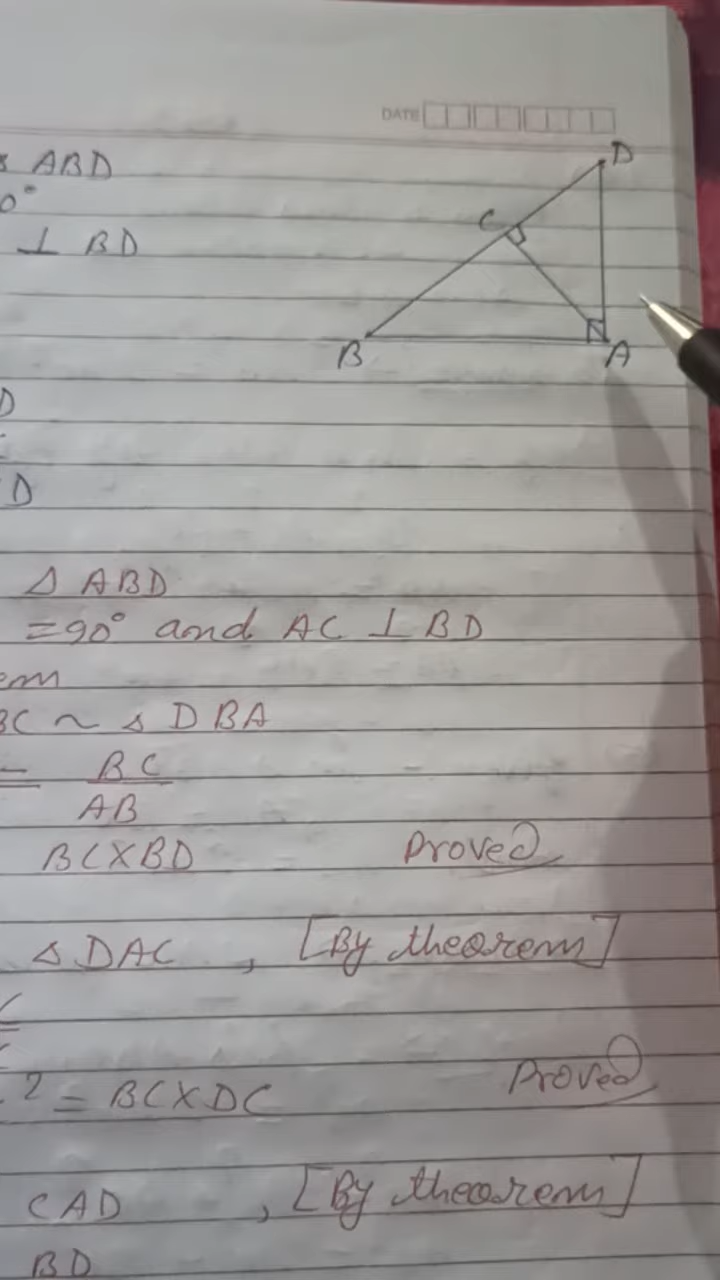 DATE
ABD
0°
⊥ BD
D
C
B
A
D
D
△ ABD
=90° and AC ⊥ BD
em
BC ~ △ DBA
= BC
AB
BC×BD Proved
△ DAC , [By theorem]
² = BC×DC Proved
CAD , [By theorem]
BD